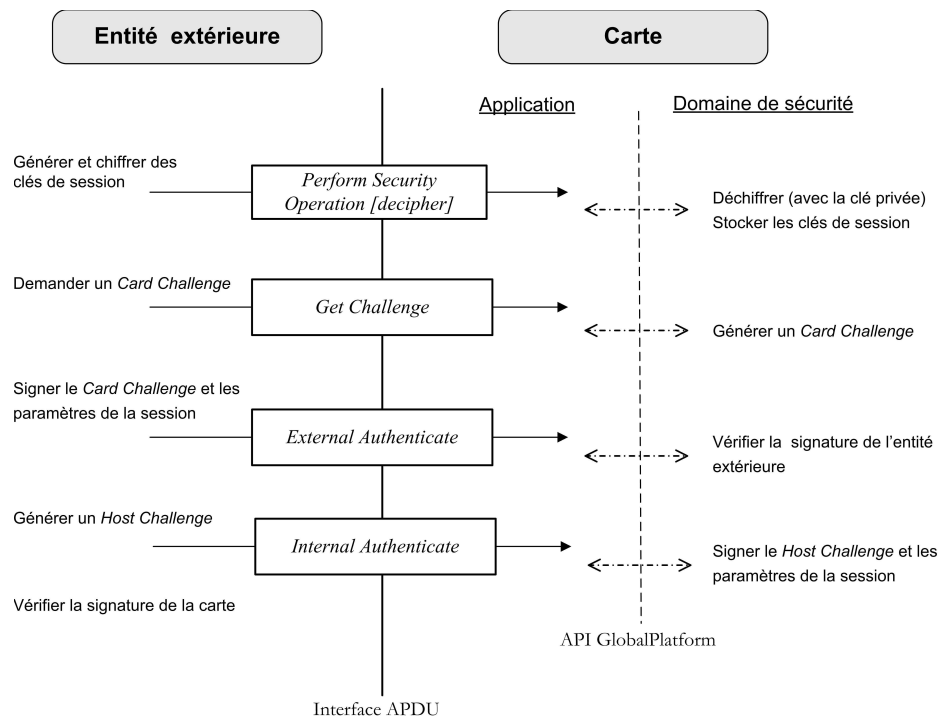 Entité extérieure
Carte
Application
Domaine de sécurité
Générer et chiffrer des
clés de session
Perform Security
Operation [decipher]
Déchiffrer (avec la clé privée)
Stocker les clés de session
Demander un Card Challenge
Get Challenge
Générer un Card Challenge
Signer le Card Challenge et les
paramètres de la session
External Authenticate
Vérifier la signature de l'entité
extérieure
Générer un Host Challenge
Internal Authenticate
Signer le Host Challenge et les
paramètres de la session
Vérifier la signature de la carte
API GlobalPlatform
Interface APDU